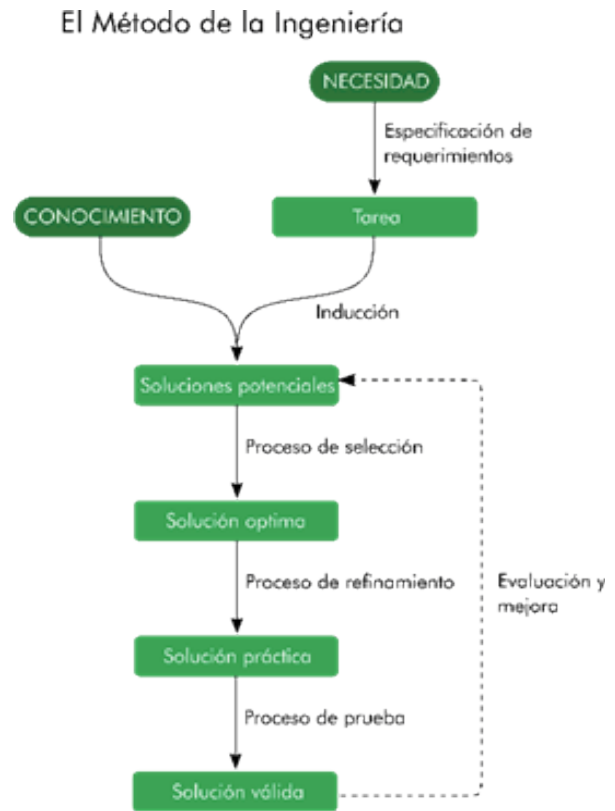 El Método de la Ingeniería
NECESIDAD
Especificación de
requerimientos
CONOCIMIENTO
Tarea
Inducción
Soluciones potenciales
Proceso de selección
Solución optima
Proceso de refinamiento
Evaluación y
mejora
Solución práctica
Proceso de prueba
Solución válida